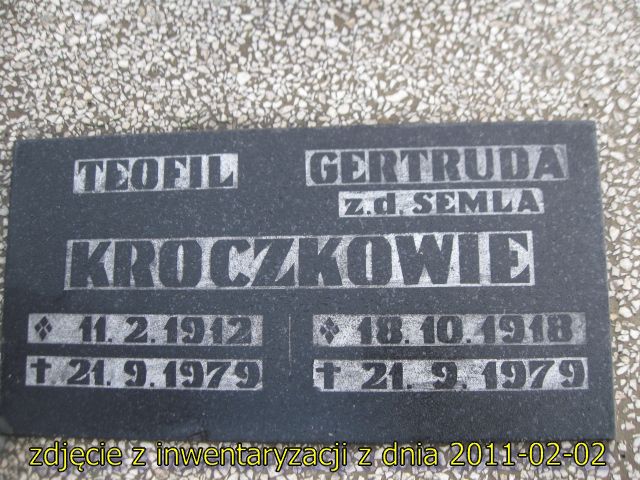 TEOFIL GERTRUDA
z.d. SEMLA
KROCZKOWIE
11. 2. 1912 18. 10. 1918
†. 21. 9. 1979 † 21. 9. 1979
zdjęcie z inwentaryzacji z dnia 2011-02-02